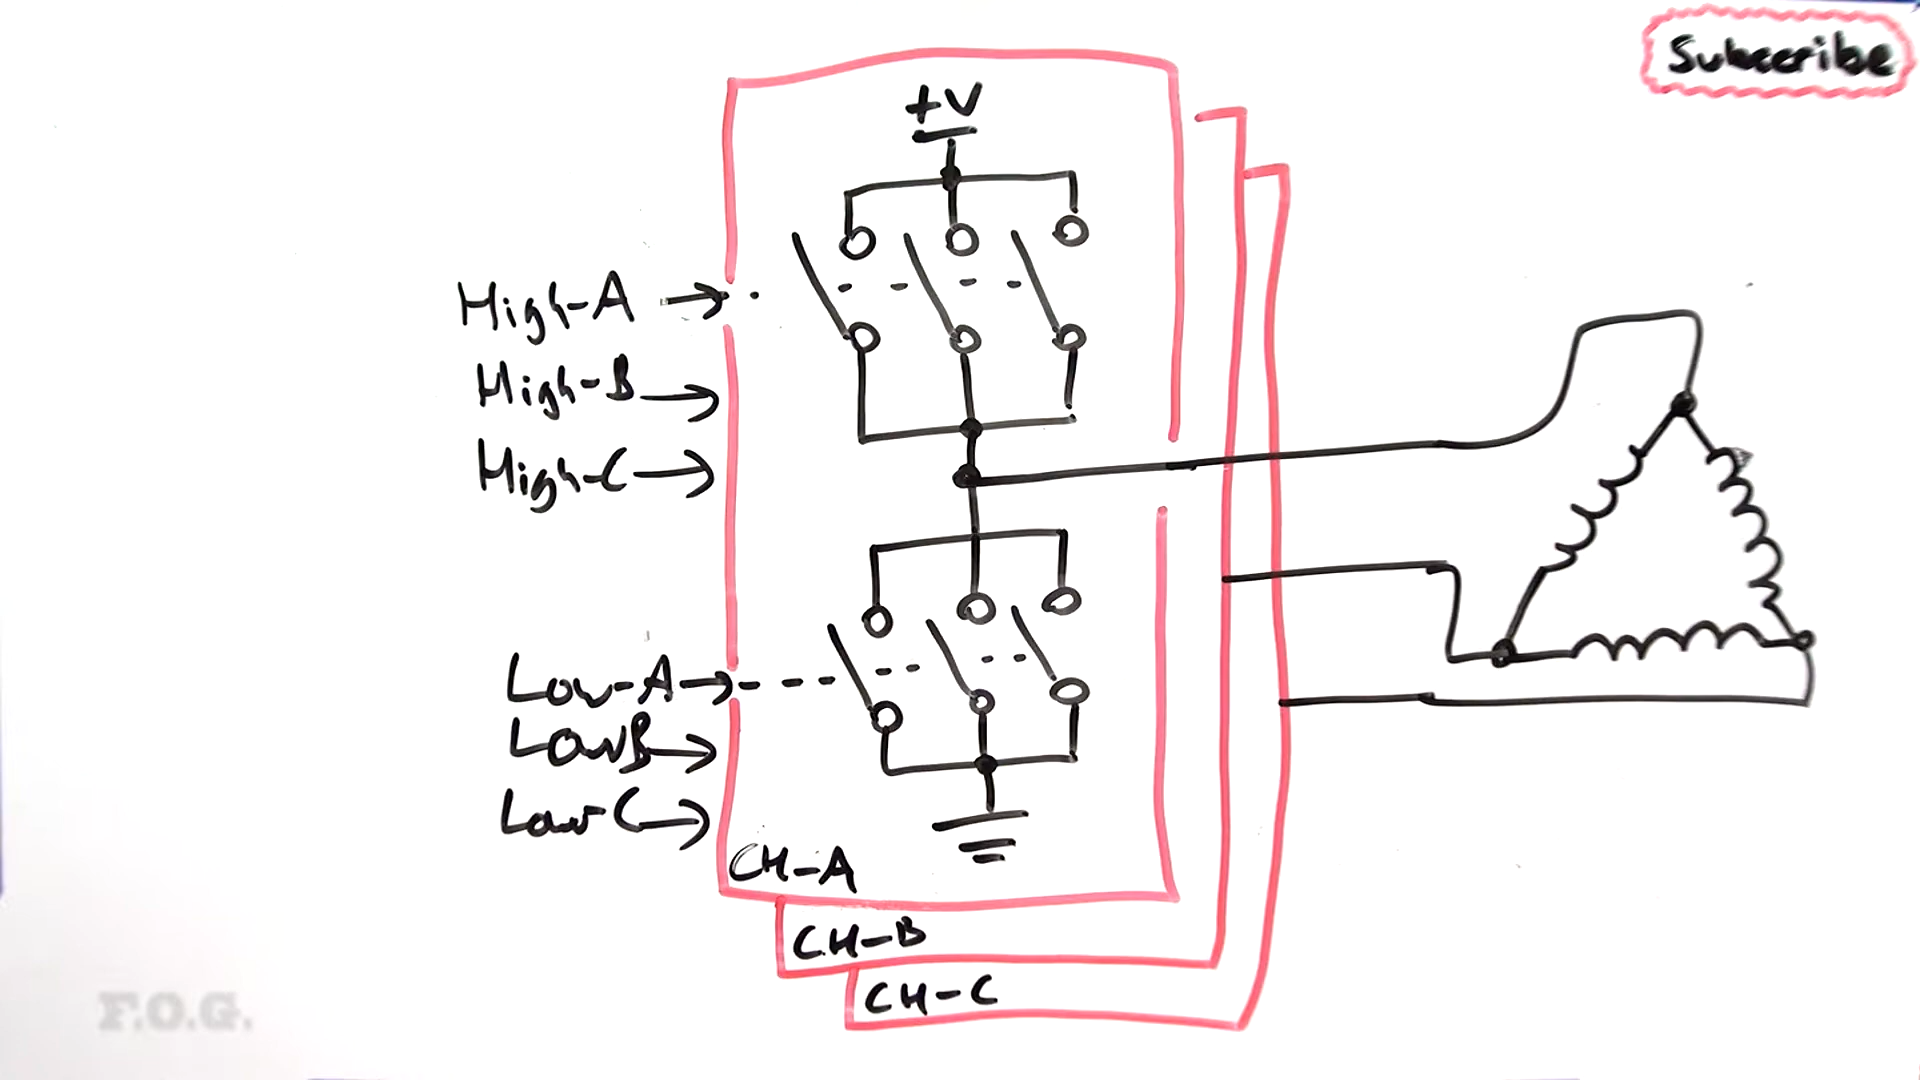 Subscribe
+V
High-A
High-B
High-C
Low-A
LowB
Low-C
CH-A
CH-B
CH-C
F.O.G.